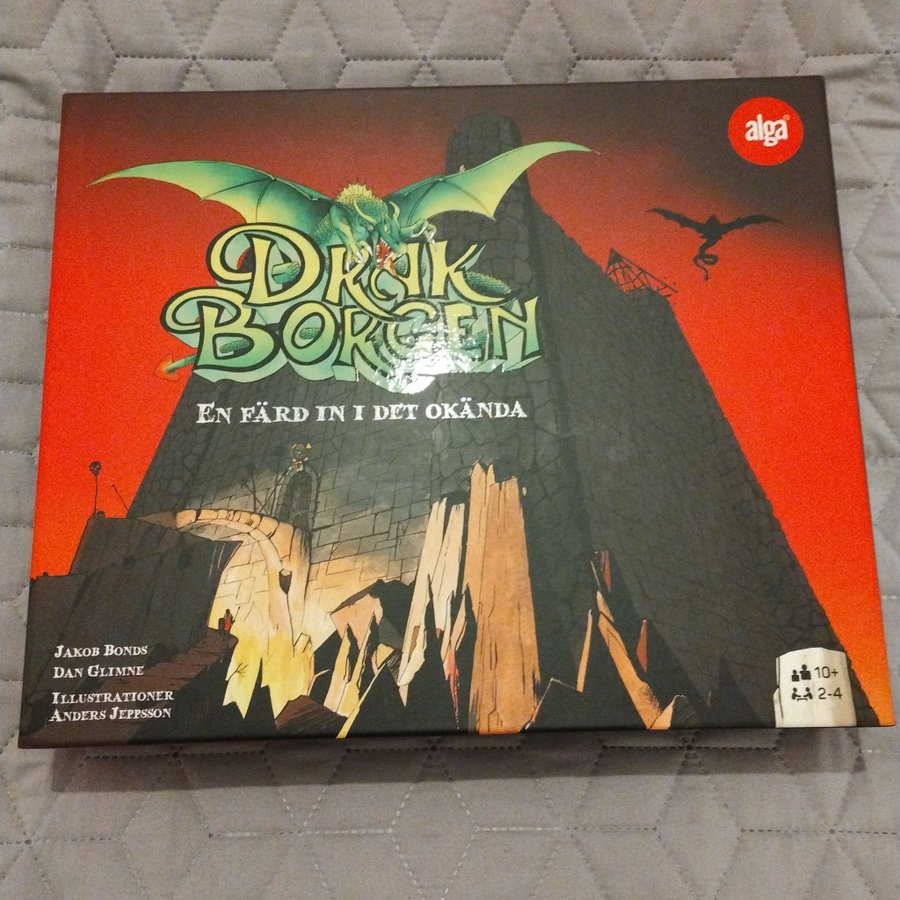 alga
DRAK
BORGEN
EN FÄRD IN I DET OKÄNDA
JAKOB BONDS
DAN GLIMNE
ILLUSTRATIONER
ANDERS JEPPSSON
10+
2-4